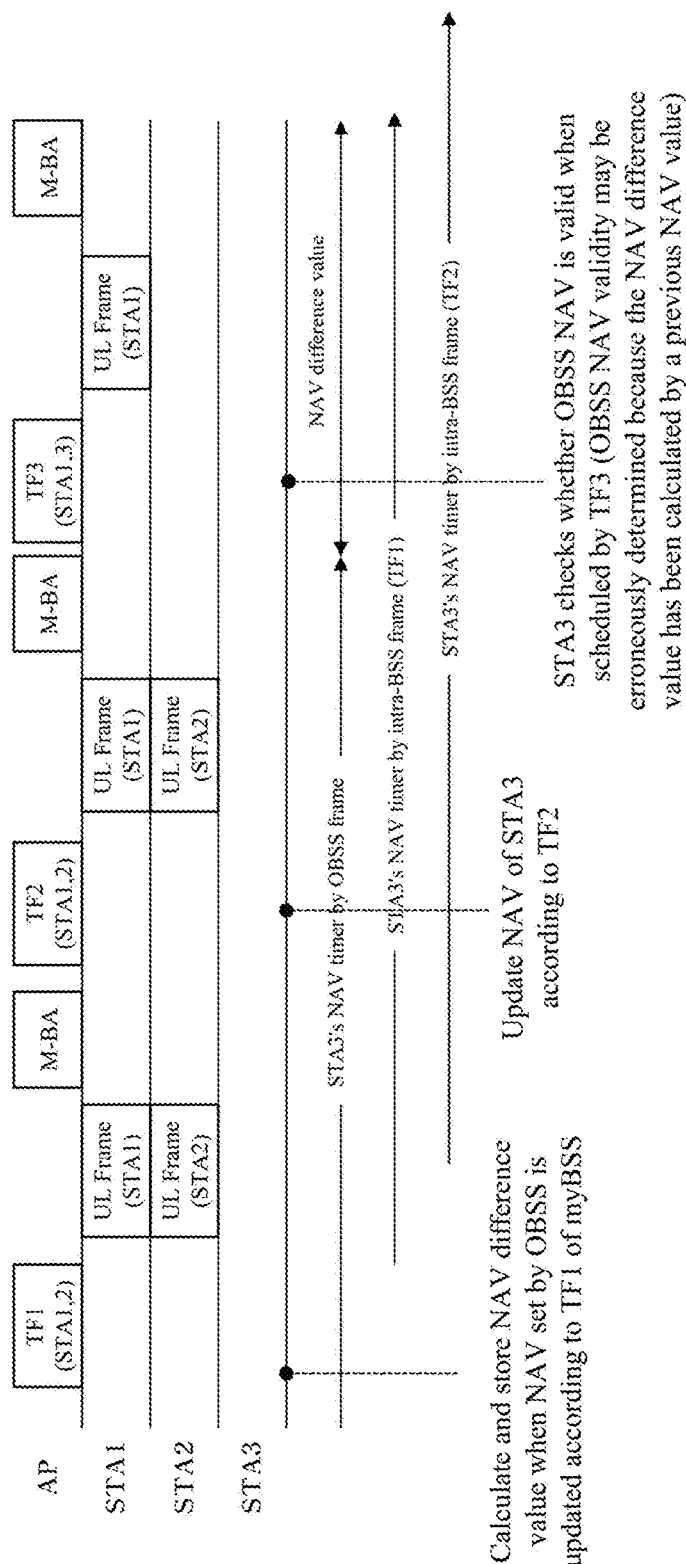 AP
TF1
(STA1,2)
M-BA
TF2
(STA1,2)
M-BA
TF3
(STA1,3)
M-BA
STA1
UL Frame
(STA1)
UL Frame
(STA1)
UL Frame
(STA1)
STA2
UL Frame
(STA2)
UL Frame
(STA2)
STA3
STA3's NAV timer by OBSS frame
NAV difference value
STA3's NAV timer by intra-BSS frame (TF1)
STA3's NAV timer by intra-BSS frame (TF2)
Calculate and store NAV difference
value when NAV set by OBSS is
updated according to TF1 of myBSS
Update NAV of STA3
according to TF2
STA3 checks whether OBSS NAV is valid when
scheduled by TF3 (OBSS NAV validity may be
erroneously determined because the NAV difference
value has been calculated by a previous NAV value)